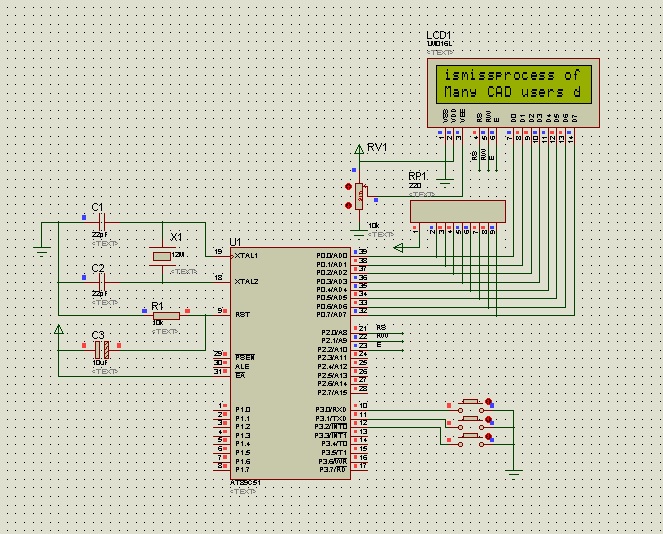 LCD1
LM016L
<TEXT>
ismissprocess of
Many CAD users d
VSS VDD VEE RS RW E D0 D1 D2 D3 D4 D5 D6 D7
1 2 3 4 5 6 7 8 9 10 11 12 13 14
RS RW E
RV1
10k
<TEXT>
RP1
220
1 2 3 4 5 6 7 8 9
C1
22pF
<TEXT>
X1
12M
<TEXT>
C2
22pF
<TEXT>
R1
10k
<TEXT>
C3
10uF
<TEXT>
U1
19 XTAL1
18 XTAL2
9 RST
29 PSEN
30 ALE
31 EA
1 P1.0
2 P1.1
3 P1.2
4 P1.3
5 P1.4
6 P1.5
7 P1.6
8 P1.7
P0.0/AD0 39
P0.1/AD1 38
P0.2/AD2 37
P0.3/AD3 36
P0.4/AD4 35
P0.5/AD5 34
P0.6/AD6 33
P0.7/AD7 32
P2.0/A8 21 RS
P2.1/A9 22 RW
P2.2/A10 23 E
P2.3/A11 24
P2.4/A12 25
P2.5/A13 26
P2.6/A14 27
P2.7/A15 28
P3.0/RXD 10
P3.1/TXD 11
P3.2/INT0 12
P3.3/INT1 13
P3.4/T0 14
P3.5/T1 15
P3.6/WR 16
P3.7/RD 17
AT89C51
<TEXT>